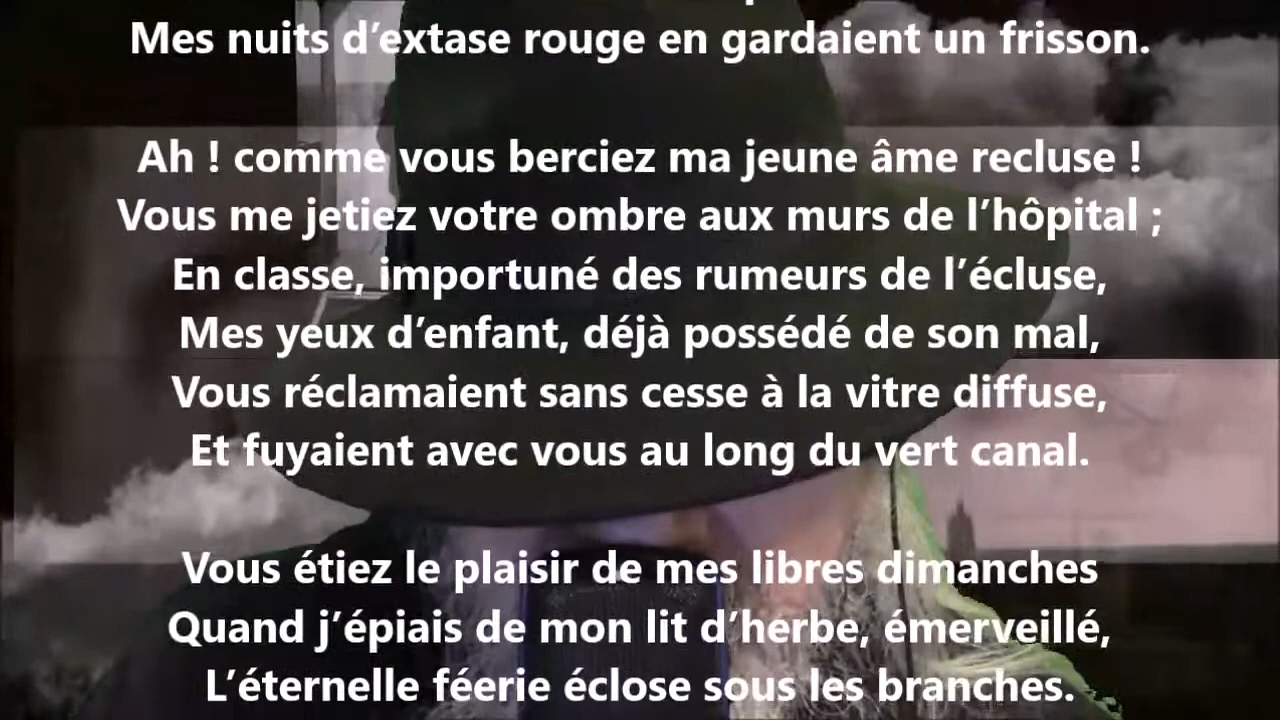 Mes nuits d’extase rouge en gardaient un frisson.
Ah ! comme vous berciez ma jeune âme recluse !
Vous me jetiez votre ombre aux murs de l’hôpital ;
En classe, importuné des rumeurs de l’écluse,
Mes yeux d’enfant, déjà possédé de son mal,
Vous réclamaient sans cesse à la vitre diffuse,
Et fuyaient avec vous au long du vert canal.
Vous étiez le plaisir de mes libres dimanches
Quand j’épiais de mon lit d’herbe, émerveillé,
L’éternelle féerie éclose sous les branches.